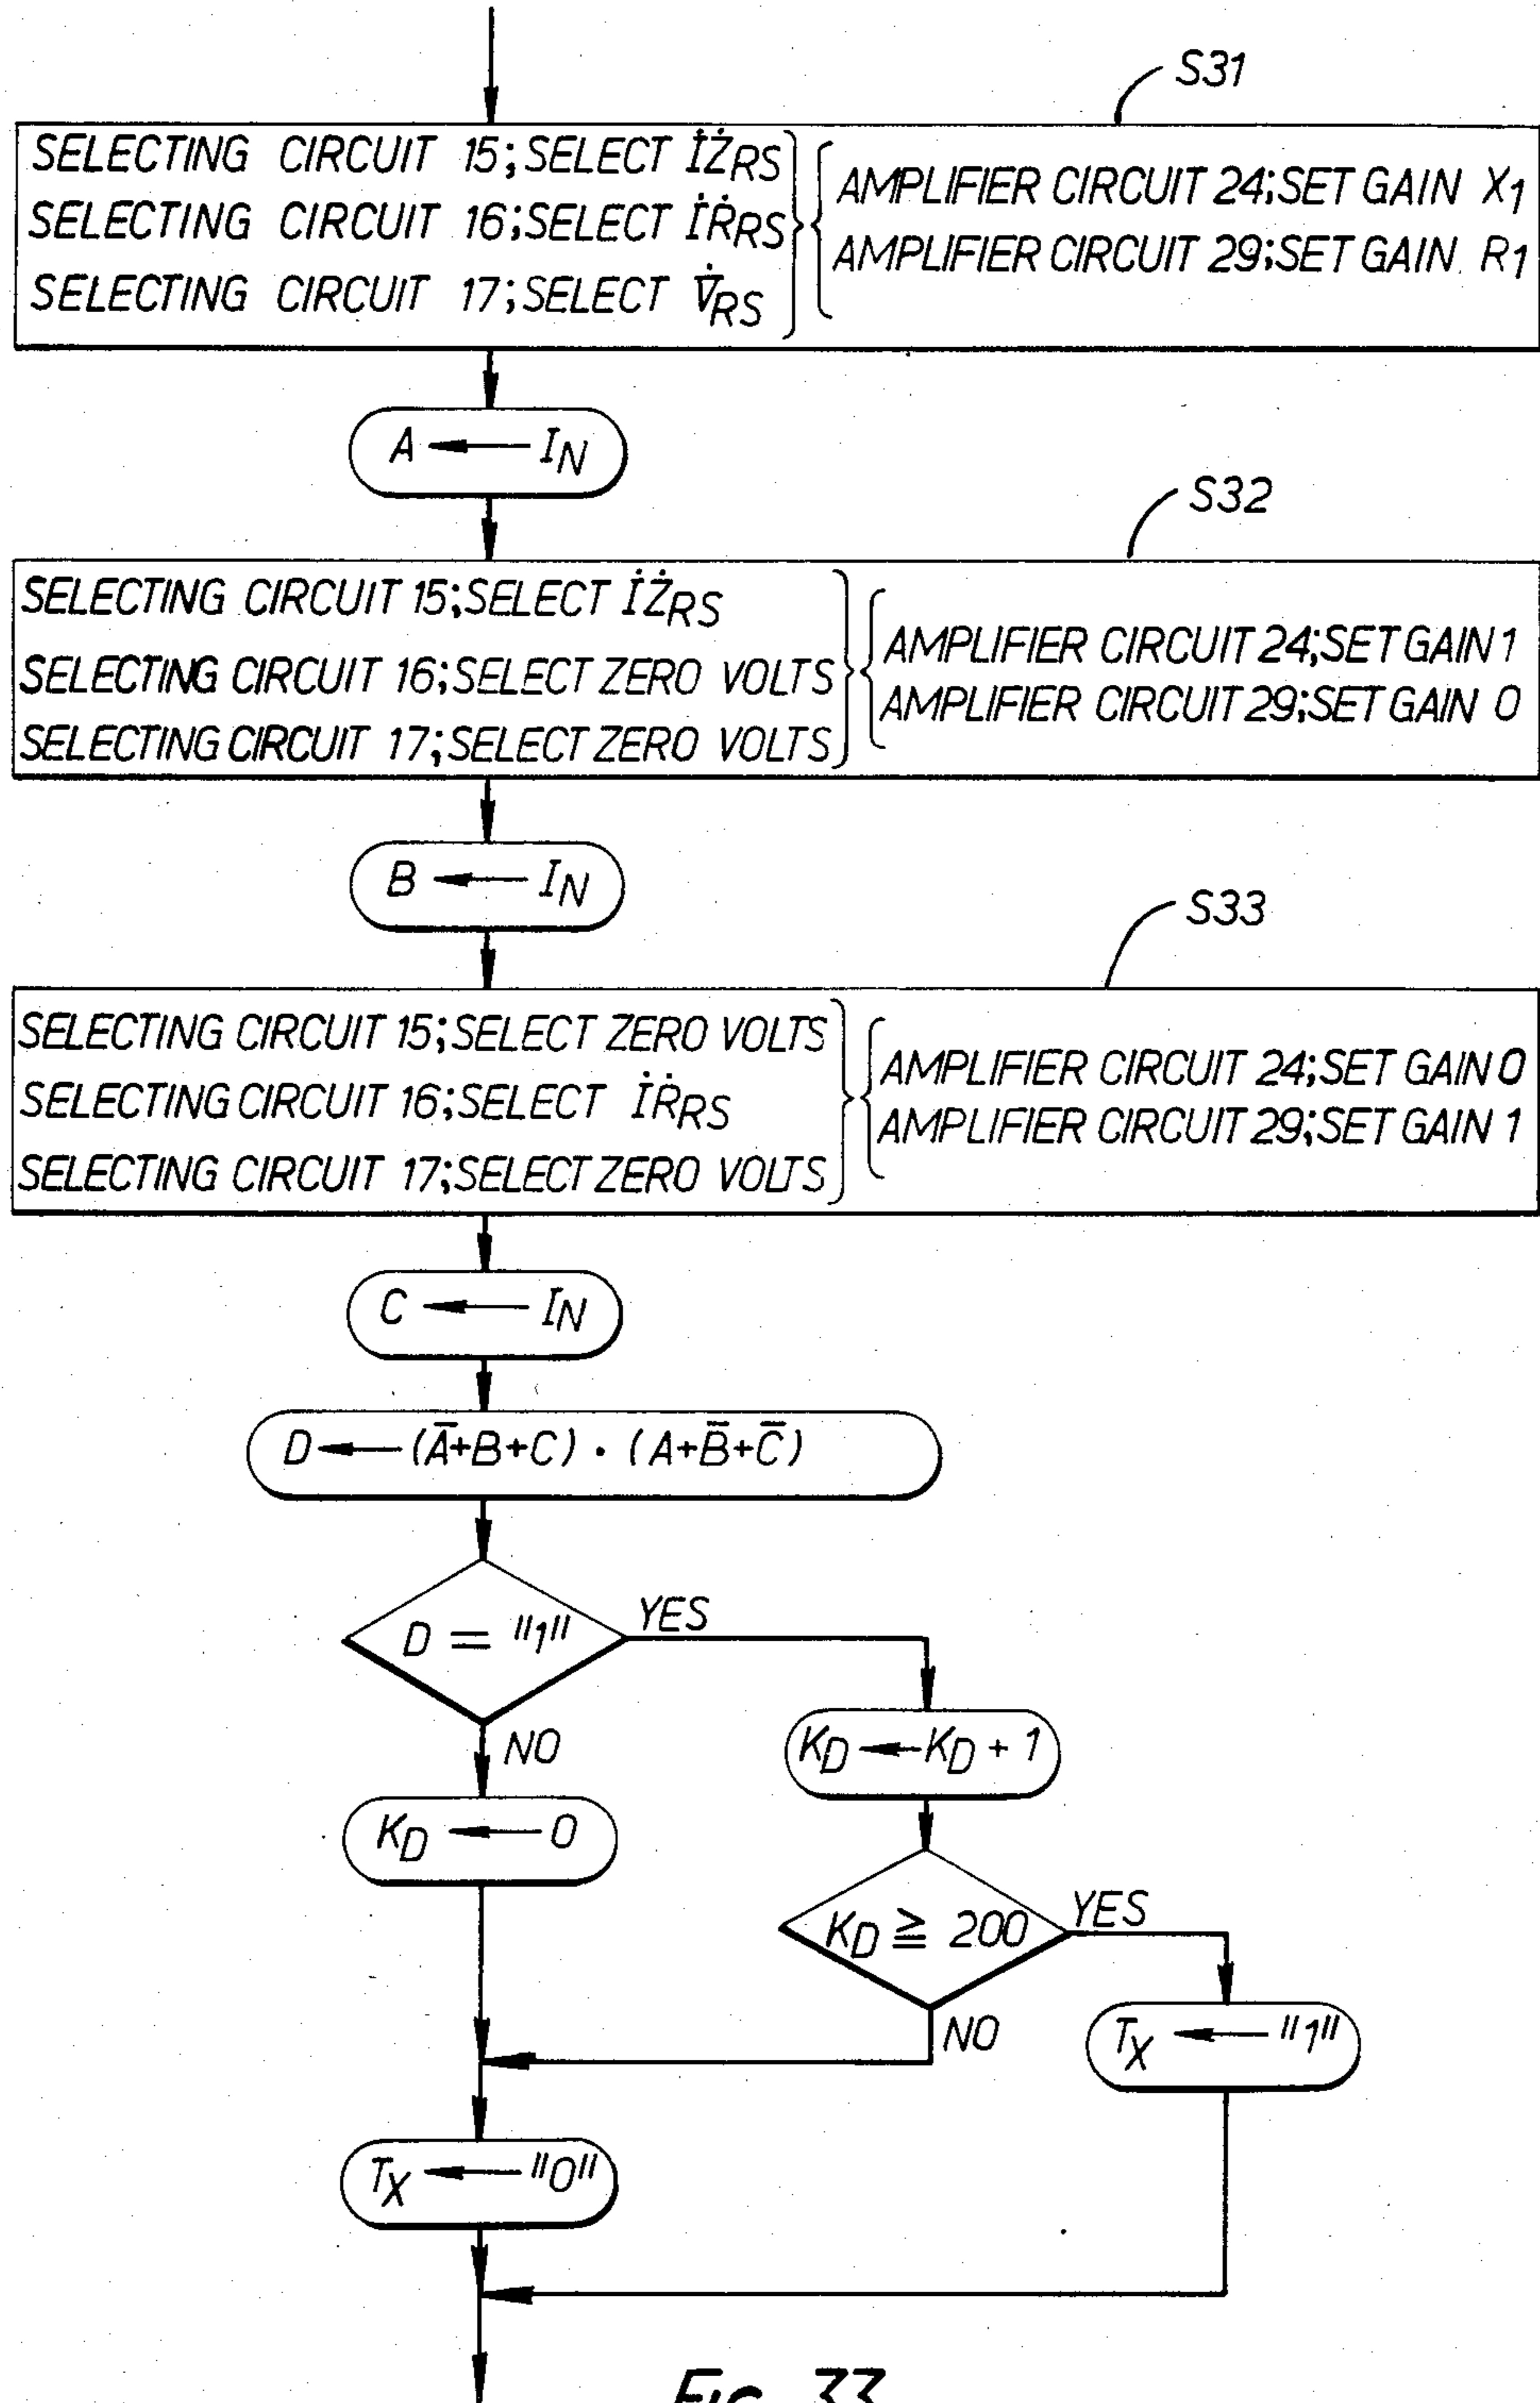 S31
SELECTING CIRCUIT 15;SELECT İŻRS
SELECTING CIRCUIT 16;SELECT İṘRS
SELECTING CIRCUIT 17;SELECT V̇RS
AMPLIFIER CIRCUIT 24;SET GAIN X1
AMPLIFIER CIRCUIT 29;SET GAIN R1
A ← IN
S32
SELECTING CIRCUIT 15;SELECT İŻRS
SELECTING CIRCUIT 16;SELECT ZERO VOLTS
SELECTING CIRCUIT 17;SELECT ZERO VOLTS
AMPLIFIER CIRCUIT 24;SET GAIN 1
AMPLIFIER CIRCUIT 29;SET GAIN 0
B ← IN
S33
SELECTING CIRCUIT 15;SELECT ZERO VOLTS
SELECTING CIRCUIT 16;SELECT İṘRS
SELECTING CIRCUIT 17;SELECT ZERO VOLTS
AMPLIFIER CIRCUIT 24;SET GAIN 0
AMPLIFIER CIRCUIT 29;SET GAIN 1
C ← IN
D ← (A̅+B+C) · (A+B̅+C̅)
D = "1"
YES
NO
KD ← KD + 1
KD ← 0
KD ≧ 200
YES
NO
TX ← "1"
TX ← "0"
FIG. 33